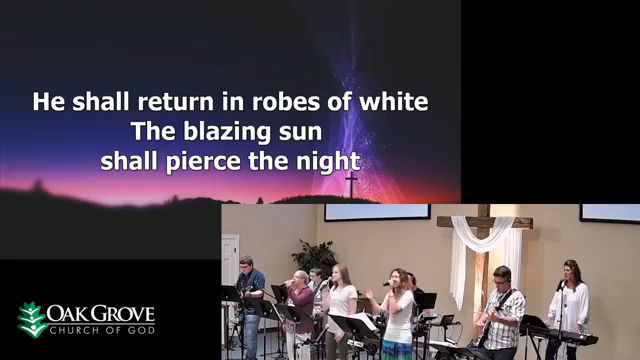 He shall return in robes of white
The blazing sun
shall pierce the night
OAK GROVE
CHURCH OF GOD